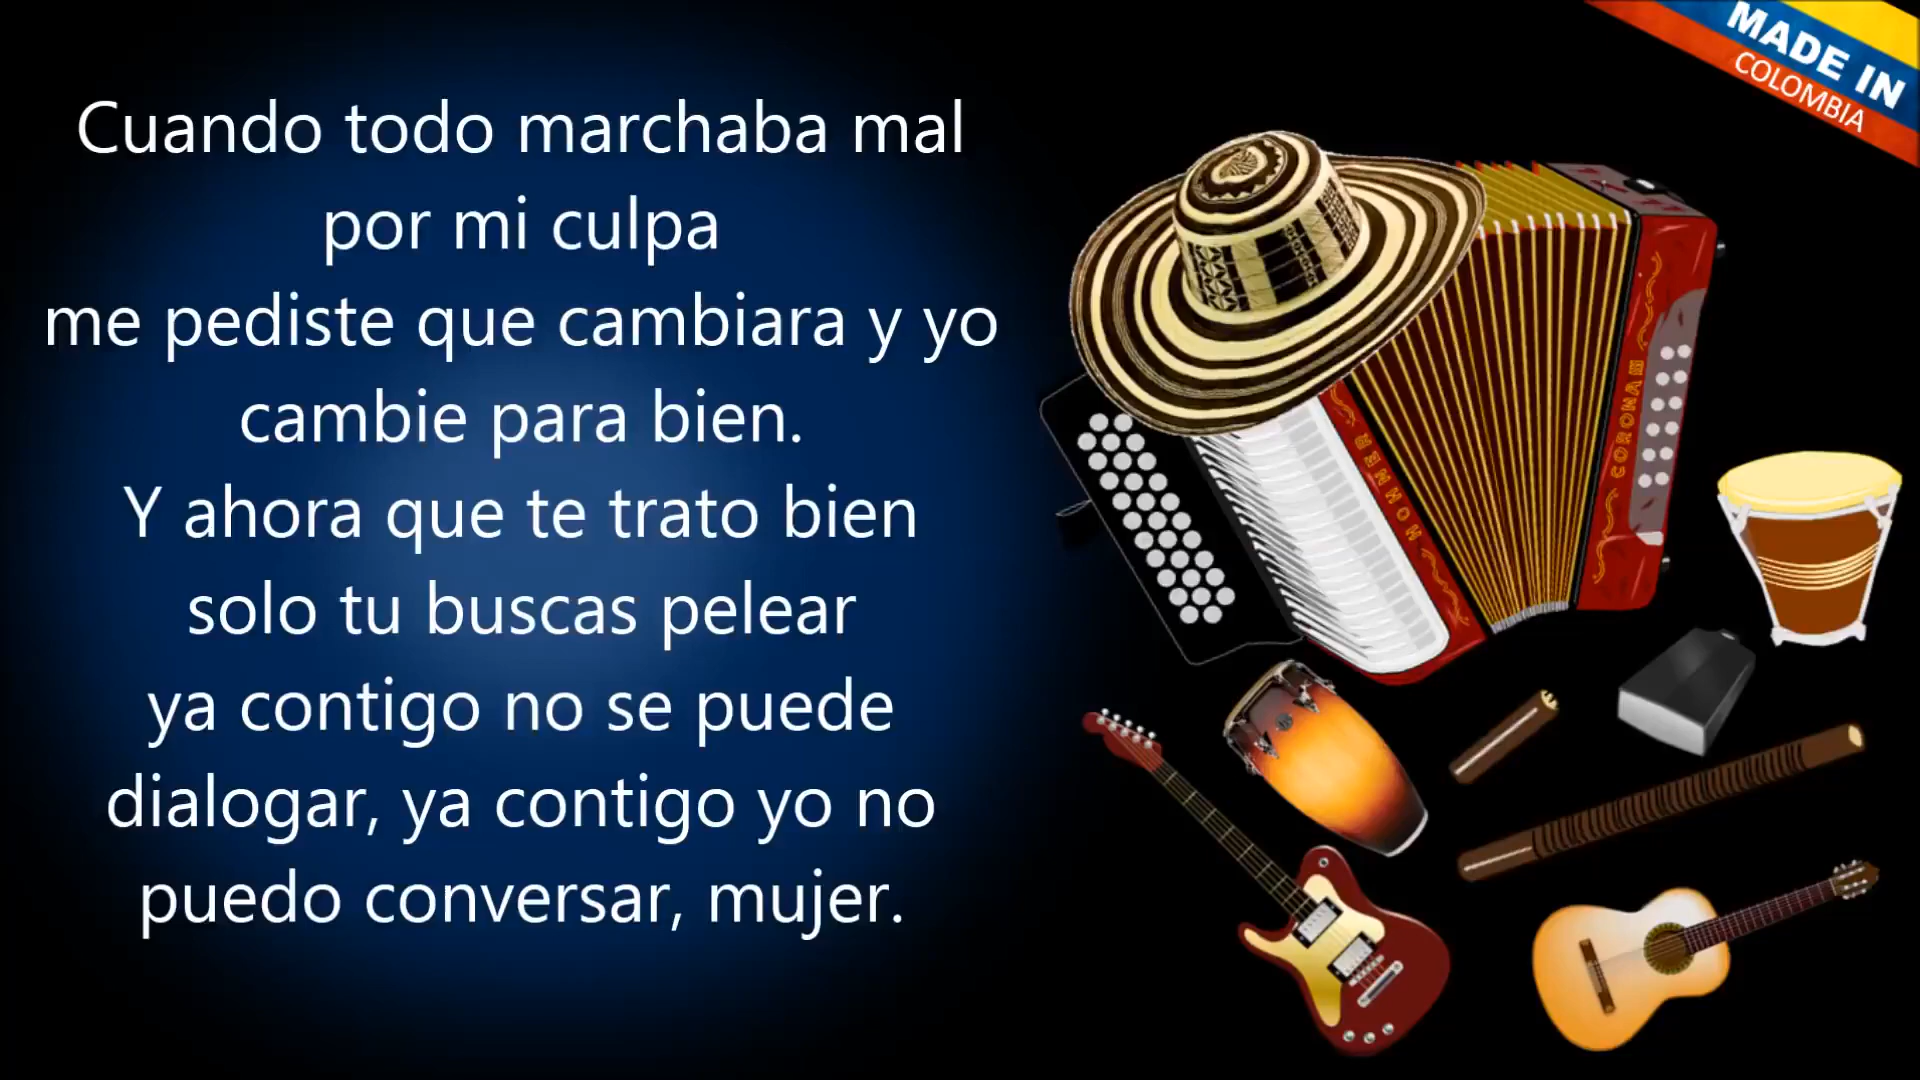 MADE IN
COLOMBIA
Cuando todo marchaba mal
por mi culpa
me pediste que cambiara y yo
cambie para bien.
Y ahora que te trato bien
solo tu buscas pelear
ya contigo no se puede
dialogar, ya contigo yo no
puedo conversar, mujer.
HOHNER
CORONA III